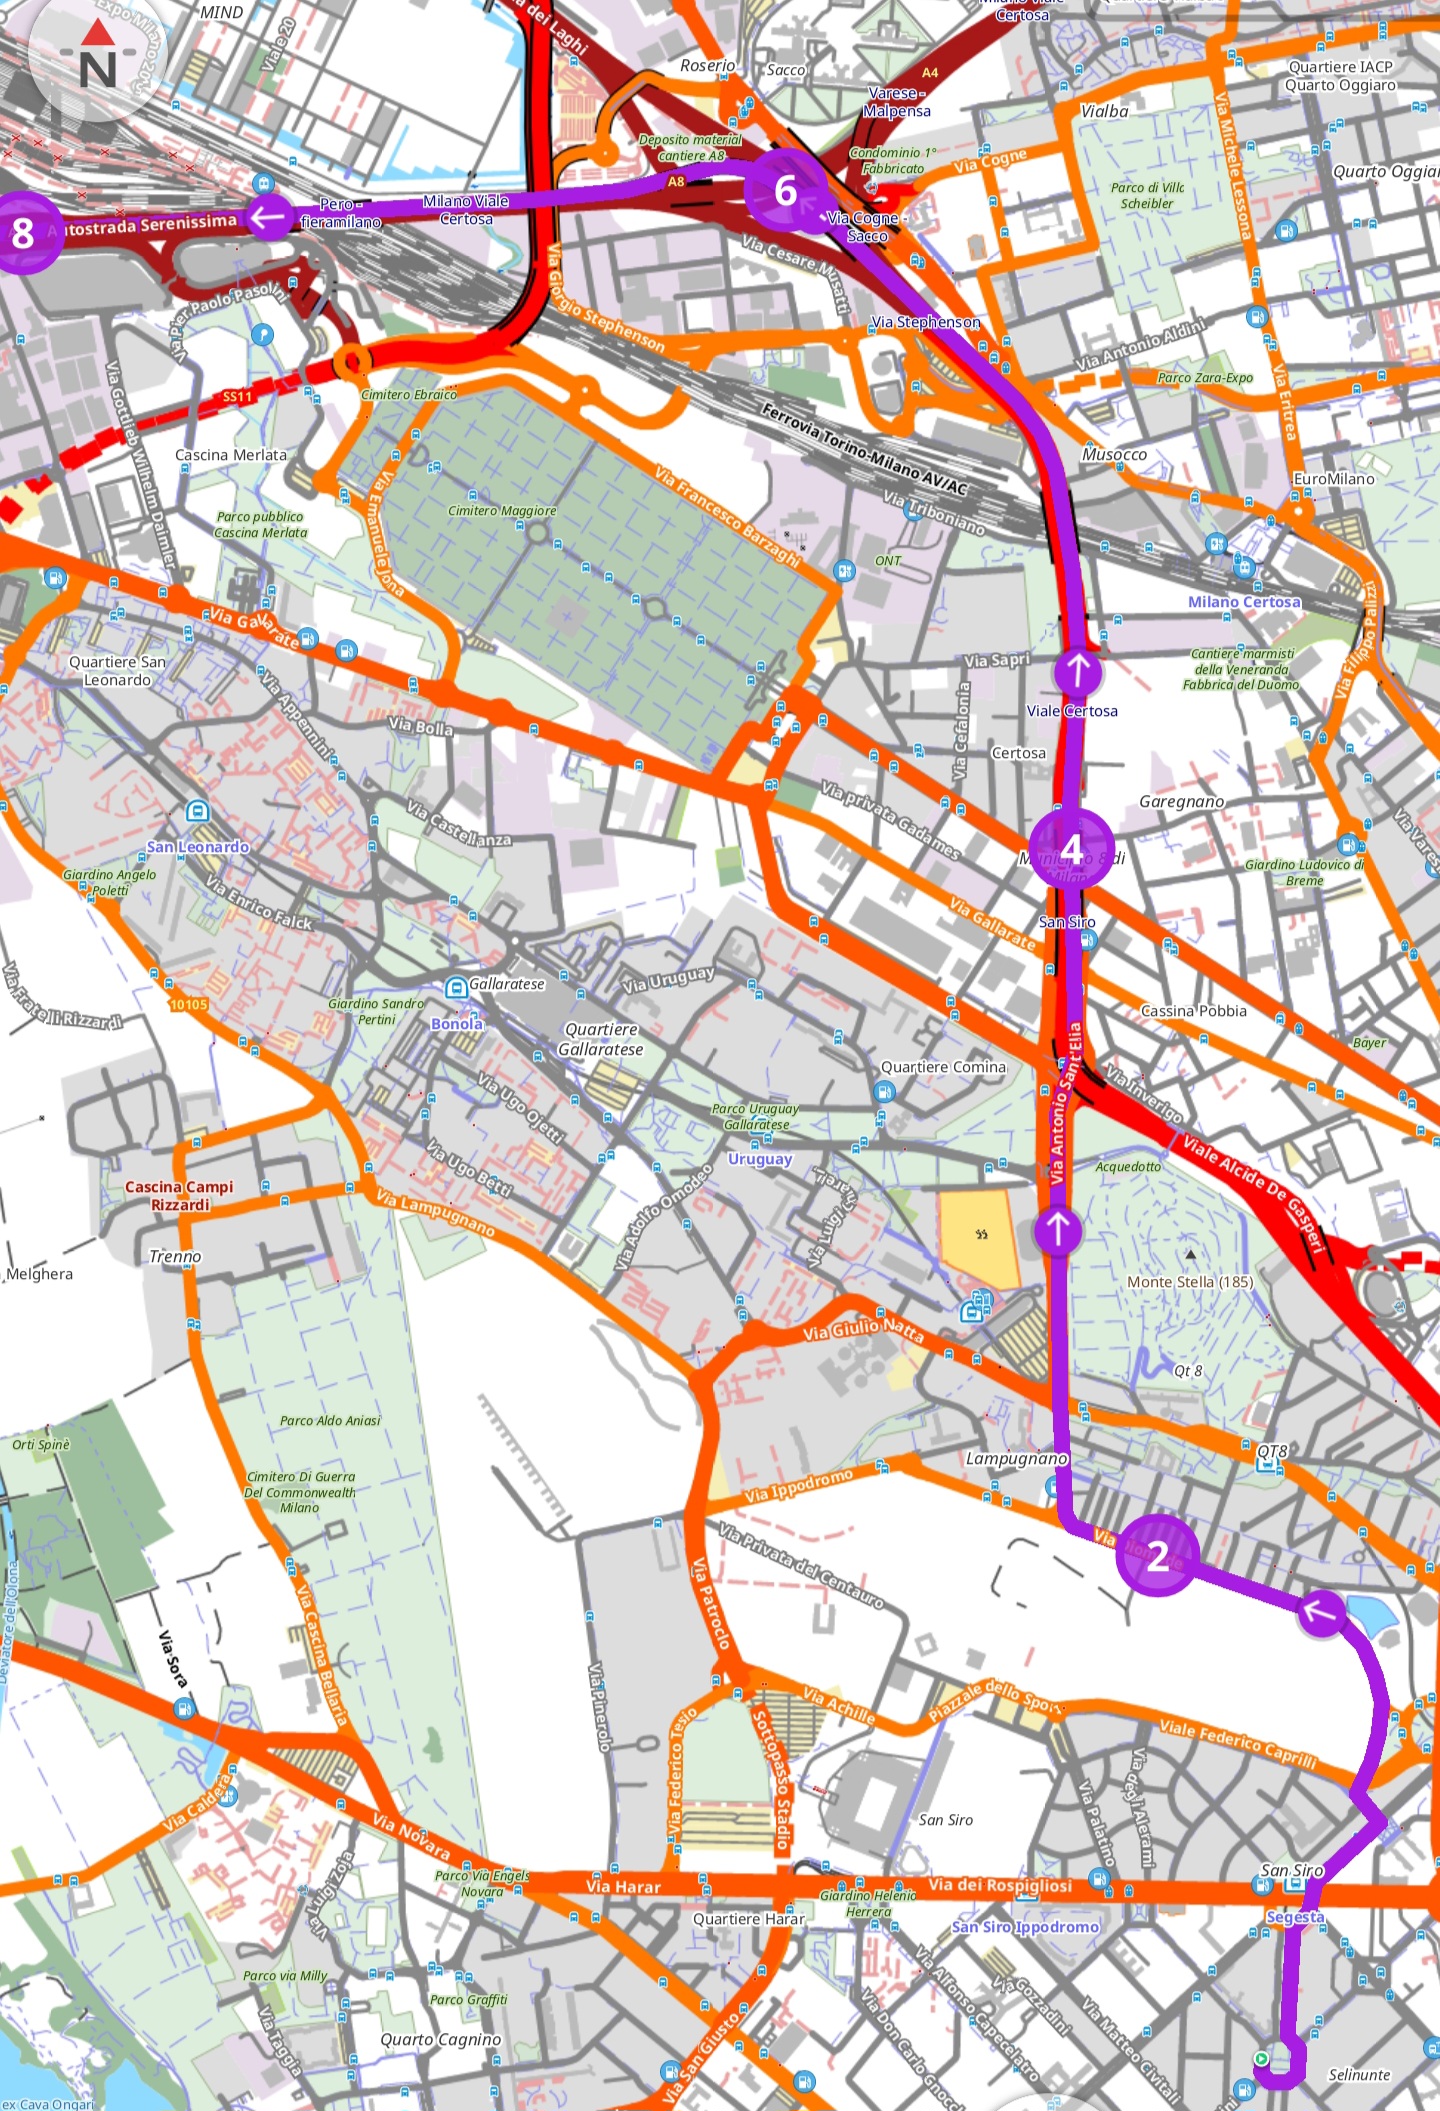 MIND
Viale 20
Expo Milano 20
N
dei Laghi
Roserio
Sacco
Milano Viale
Certosa
A4
Varese -
Malpensa
Quartiere IACP
Quarto Oggiaro
Vialba
Via Michele Lessona
Deposito material
cantiere A8
Condominio 1°
Fabbricato
Via Cogne
Quarto Oggiar
Parco di Villa
Scheibler
A8
6
Pero -
fieramilano
Milano Viale
Certosa
Via Cogne -
Sacco
8
Autostrada Serenissima
Via Cesare Musatti
Via Giorgio Stephenson
Via Pier Paolo Pasolini
Via Stephenson
Via Antonio Aldini
Parco Zara-Expo
Via Eritrea
SS11
Cimitero Ebraico
Via Gottlieb Wilhelm Daimler
Ferrovia Torino-Milano AV/AC
Cascina Merlata
Musocco
EuroMilano
Via Francesco Barzaghi
Via Triboniano
Cimitero Maggiore
Parco pubblico
Cascina Merlata
Via Emanuele Jona
ONT
Milano Certosa
Via Filippo Palizzi
Via Gallarate
Quartiere San
Leonardo
Via Sapri
Cantiere marmisti
della Veneranda
Fabbrica del Duomo
Via Appennini
Via Bolla
Via Cefalonia
Viale Certosa
Certosa
Via privata Gadames
Garegnano
Via Varesi
Via Castellanza
San Leonardo
4
Municipio 8 di
Milan
Giardino Ludovico di
Breme
Giardino Angelo
Poletti
Via Enrico Falck
Via Gallarate
San Siro
Via Fratelli Rizzardi
10105
Giardino Sandro
Pertini
Gallaratese
Via Uruguay
Bonola
Quartiere
Gallaratese
Cassina Pobbia
Bayer
Via Antonio Sant'Elia
Quartiere Comina
Via Inverigo
Via Ugo Ojetti
Parco Uruguay
Gallaratese
Uruguay
Via Ugo Betti
Viale Alcide De Gasperi
Acquedotto
Cascina Campi
Rizzardi
Via Lampugnano
Via Adolfo Omodeo
Via Luigi Chiarelli
Trenno
Melghera
Monte Stella (185)
Via Giulio Natta
Qt 8
Parco Aldo Aniasi
Orti Spinè
Lampugnano
QT8
Cimitero Di Guerra
Del Commonwealth
Milano
Via Ippodromo
2
Via Privata del Centauro
Deviatore dell'Olona
Via Patroclo
Via Cascina Bellaria
Via Sora
Via Pinerolo
Via Achille
Piazzale dello Sport
Viale Federico Caprilli
Via Federico Tesio
Sottopasso Stadio
Via Caldera
Via Novara
San Siro
Via Palatino
Via degli Aleramj
San Siro
Parco Via Engels
Novara
Via Harar
Giardino Helenio
Herrera
Via dei Rospigliosi
Segesta
Via Luigi Zoja
Quartiere Harar
San Siro Ippodromo
Parco via Milly
Parco Graffiti
Via Alfonso Capecelatro
Via Gozzadini
Via Matteo Civitali
Via Don Carlo Gnocc
Via Taggia
Quarto Cagnino
Via San Giusto
Selinunte
ex Cava Ongari